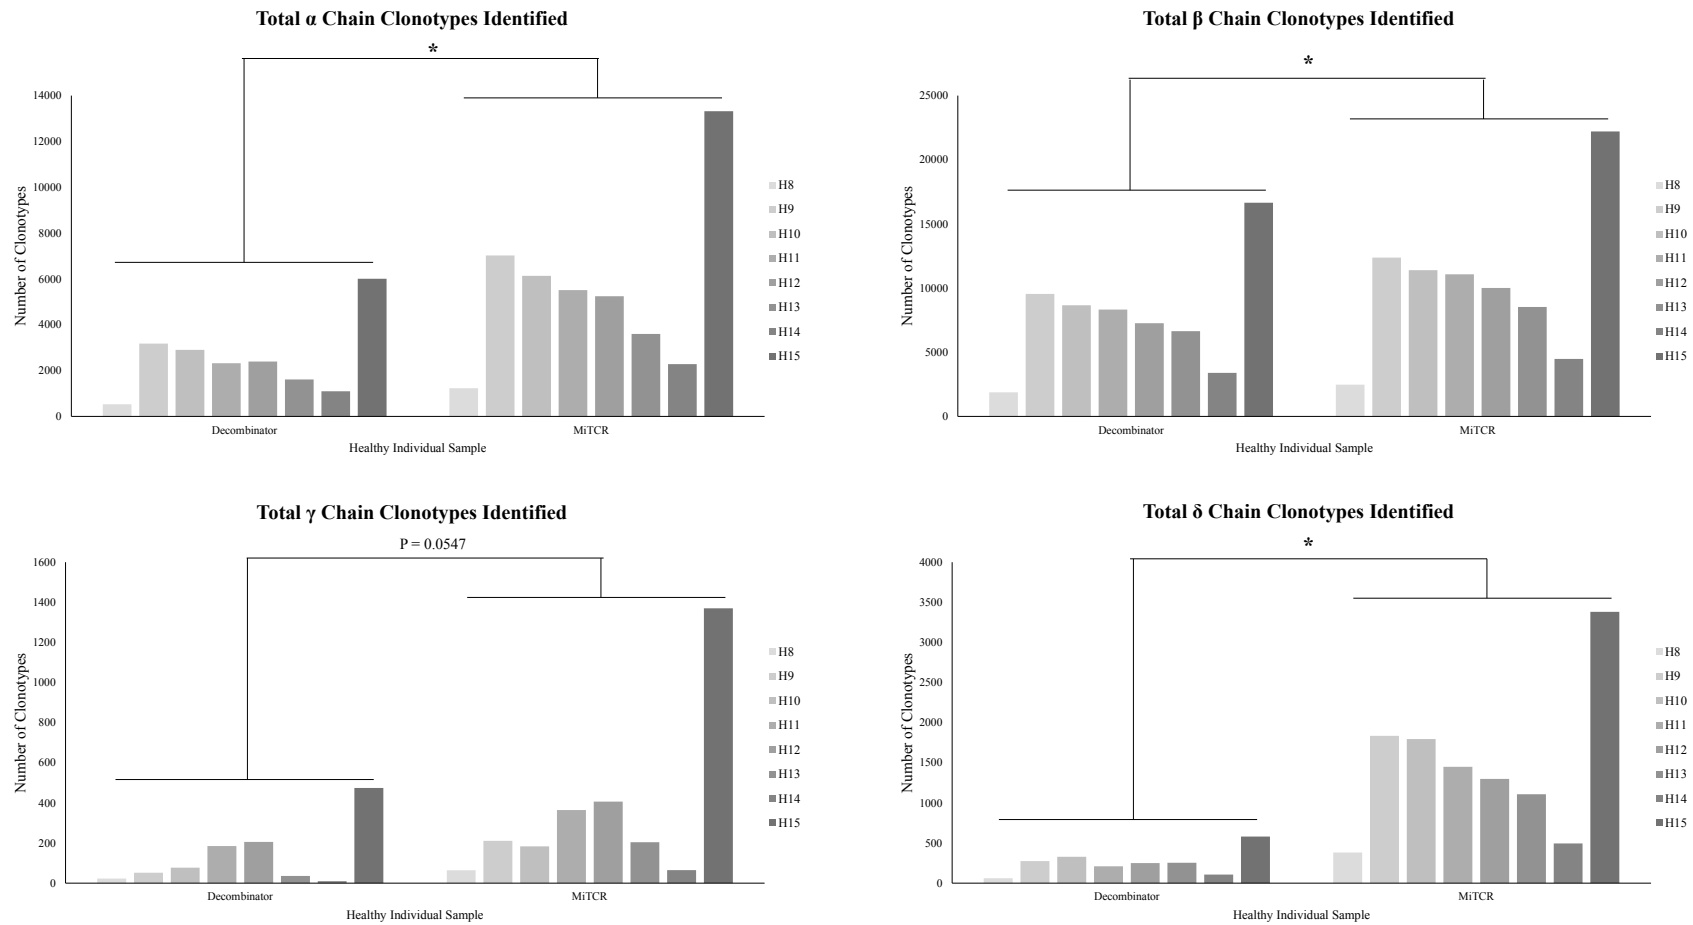 Total α Chain Clonotypes Identified
*
14000
12000
10000
8000
6000
4000
2000
0
Number of Clonotypes
Decombinator
MiTCR
Healthy Individual Sample
H8
H9
H10
H11
H12
H13
H14
H15
Total β Chain Clonotypes Identified
*
25000
20000
15000
10000
5000
0
Number of Clonotypes
Decombinator
MiTCR
Healthy Individual Sample
H8
H9
H10
H11
H12
H13
H14
H15
Total γ Chain Clonotypes Identified
P = 0.0547
1600
1400
1200
1000
800
600
400
200
0
Number of Clonotypes
Decombinator
MiTCR
Healthy Individual Sample
H8
H9
H10
H11
H12
H13
H14
H15
Total δ Chain Clonotypes Identified
*
4000
3500
3000
2500
2000
1500
1000
500
0
Number of Clonotypes
Decombinator
MiTCR
Healthy Individual Sample
H8
H9
H10
H11
H12
H13
H14
H15